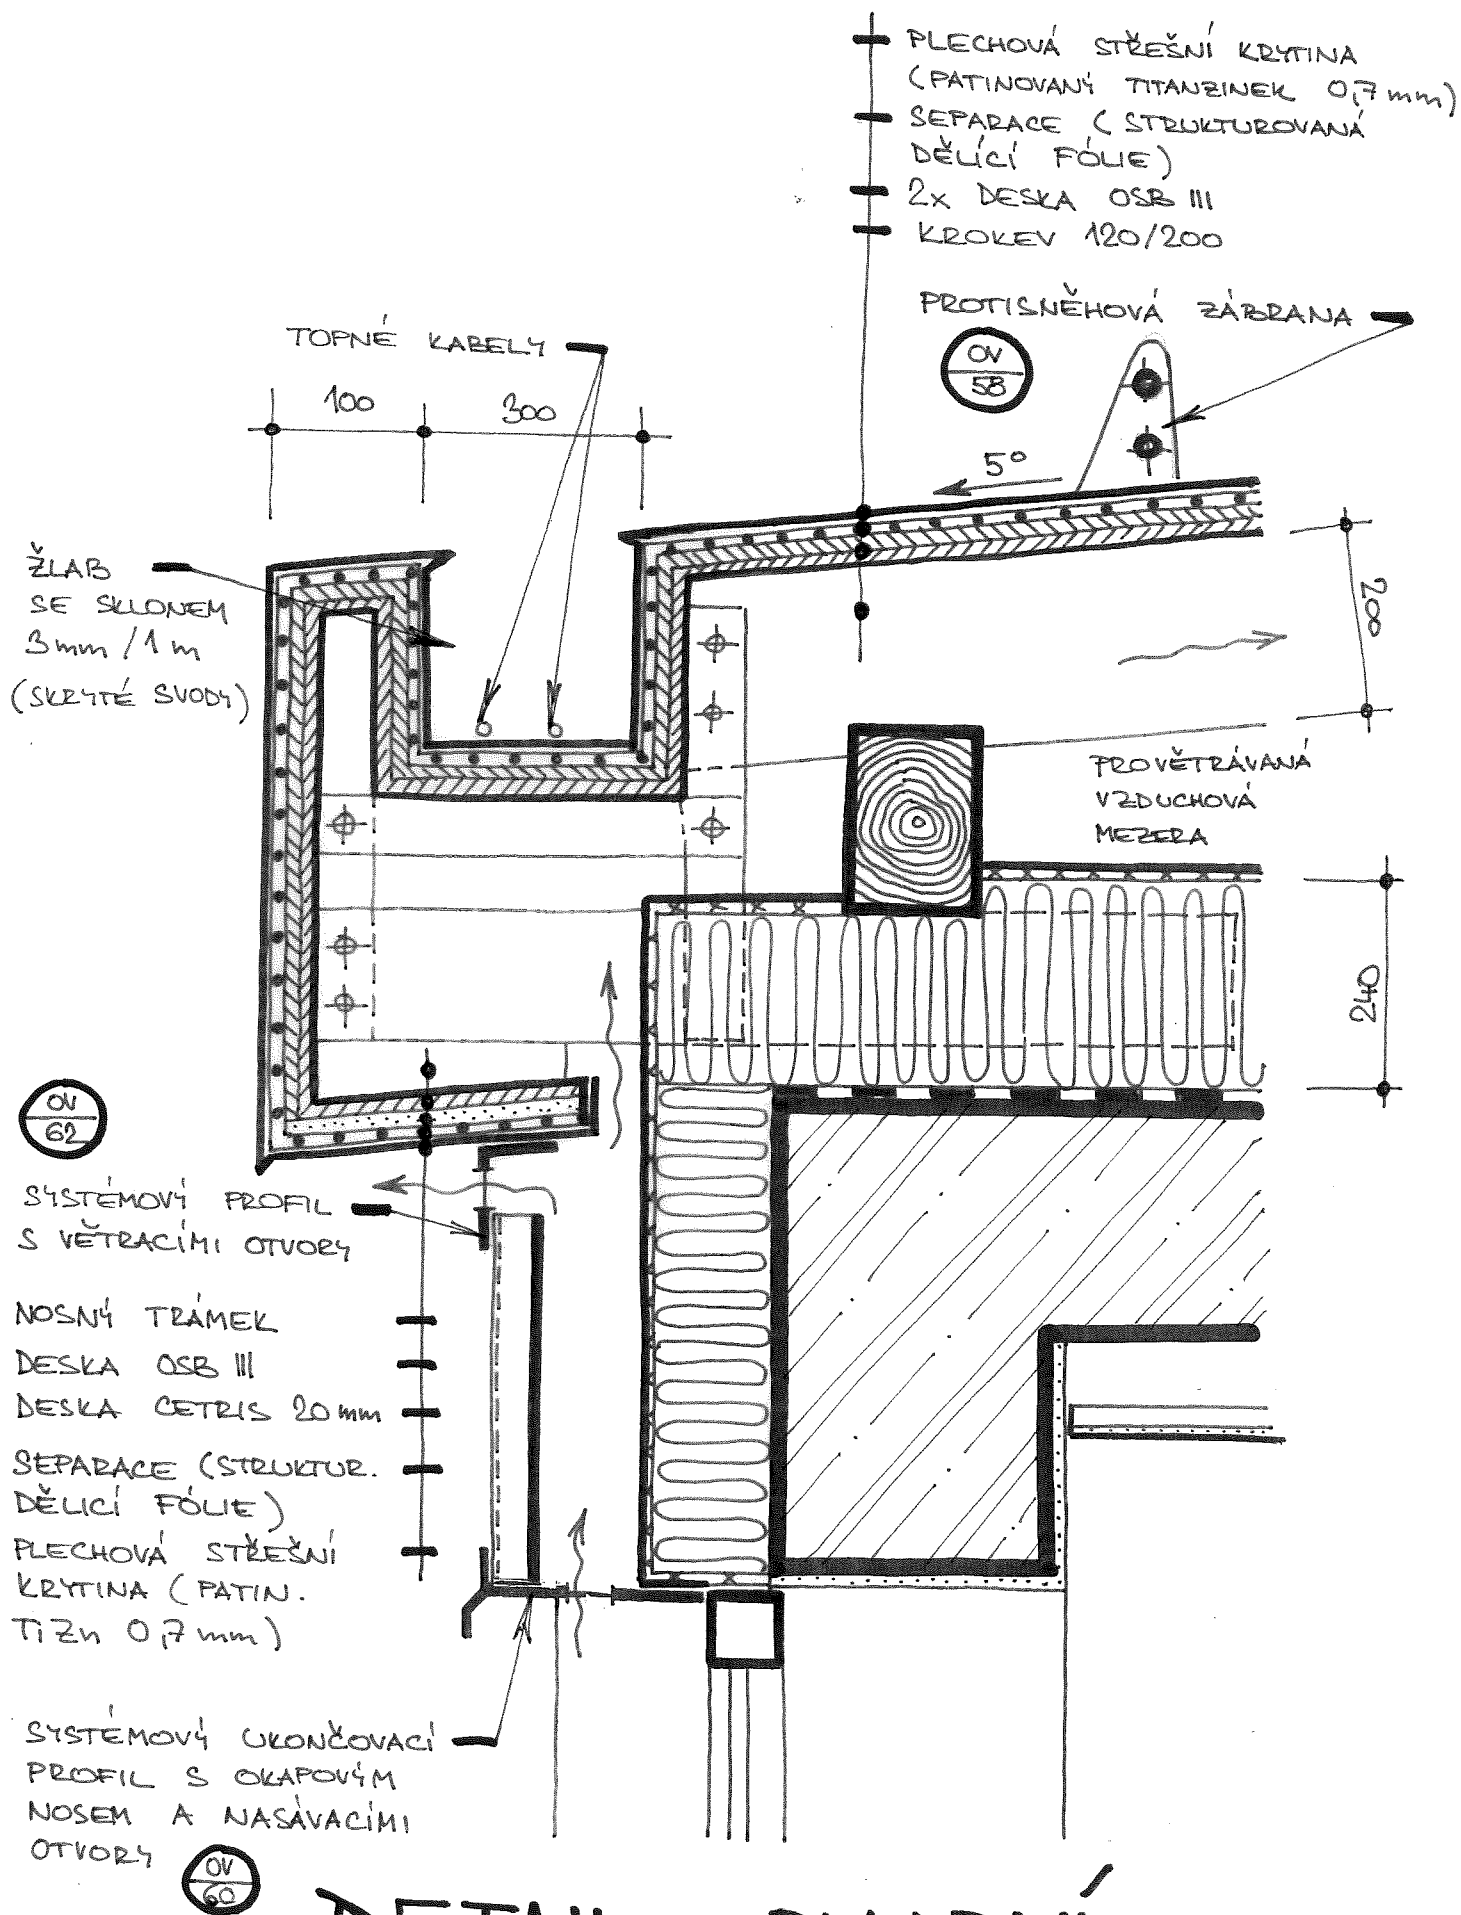 PLECHOVÁ STŘEŠNÍ KRYTINA
(PATINOVANÝ TITANZINEK 0,7mm)
SEPARACE (STRUKTUROVANÁ
DĚLÍCÍ FÓLIE)
2x DESKA OSB III
KROKEV 120/200
PROTISNĚHOVÁ ZÁBRANA
OV
58
TOPNÉ KABELY
100
300
5°
ŽLAB
SE SKLONEM
3mm/1m
(SKRYTÉ SVODY)
200
PROVĚTRÁVANÁ
VZDUCHOVÁ
MEZERA
240
OV
62
SYSTÉMOVÝ PROFIL
S VĚTRACÍMI OTVORY
NOSNÝ TRÁMEK
DESKA OSB III
DESKA CETRIS 20mm
SEPARACE (STRUKTUR.
DĚLICÍ FÓLIE)
PLECHOVÁ STŘEŠNÍ
KRYTINA (PATIN.
TiZn 0,7mm)
SYSTÉMOVÝ UKONČOVACÍ
PROFIL S OKAPOVÝM
NOSEM A NASÁVACÍMI
OTVORY
OV
60
DETAIL